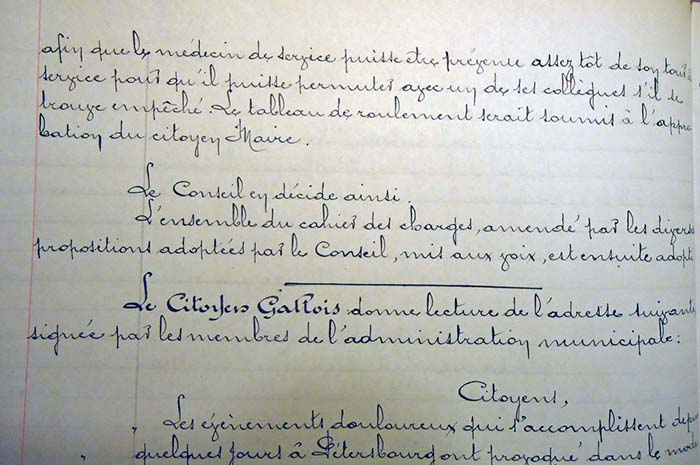 afin que le médecin de service puisse être prévenu assez tôt de son tour de
service pour qu'il puisse permuter avec un de ses collègues s'il se
trouve empêché. Le tableau de roulement serait soumis à l'appro
bation du citoyen Maire.
Le Conseil en décide ainsi.
L'ensemble du cahier des charges, amendé par les diverses
propositions adoptées par le Conseil, mis aux voix, est ensuite adopté
Le Citoyen Gallois donne lecture de l'adresse suivante
signée par les membres de l'administration municipale:
Citoyens,
" Les évènements douloureux qui s'accomplissent depu
" quelques jours à Pétersbourg ont provoqué dans le mon